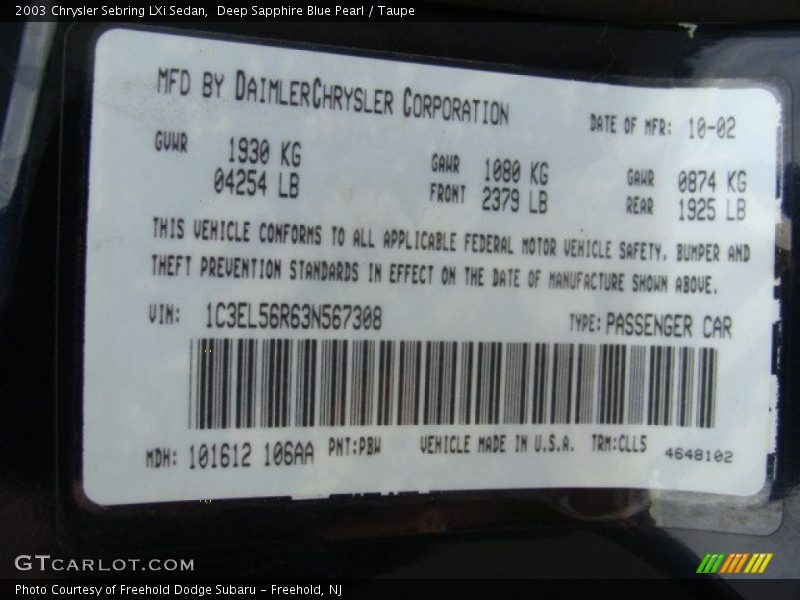 2003 Chrysler Sebring LXi Sedan,  Deep Sapphire Blue Pearl / Taupe
MFD BY DAIMLERCHRYSLER CORPORATION
DATE OF MFR: 10-02
GVWR 1930 KG
04254 LB
GAWR 1080 KG
FRONT 2379 LB
GAWR 0874 KG
REAR 1925 LB
THIS VEHICLE CONFORMS TO ALL APPLICABLE FEDERAL MOTOR VEHICLE SAFETY, BUMPER AND
THEFT PREVENTION STANDARDS IN EFFECT ON THE DATE OF MANUFACTURE SHOWN ABOVE.
VIN: 1C3EL56R63N567308
TYPE: PASSENGER CAR
MDH: 101612 106AA PNT:PBW VEHICLE MADE IN U.S.A. TRM:CLL5 4648102
GTCARLOT.COM
Photo Courtesy of Freehold Dodge Subaru – Freehold, NJ